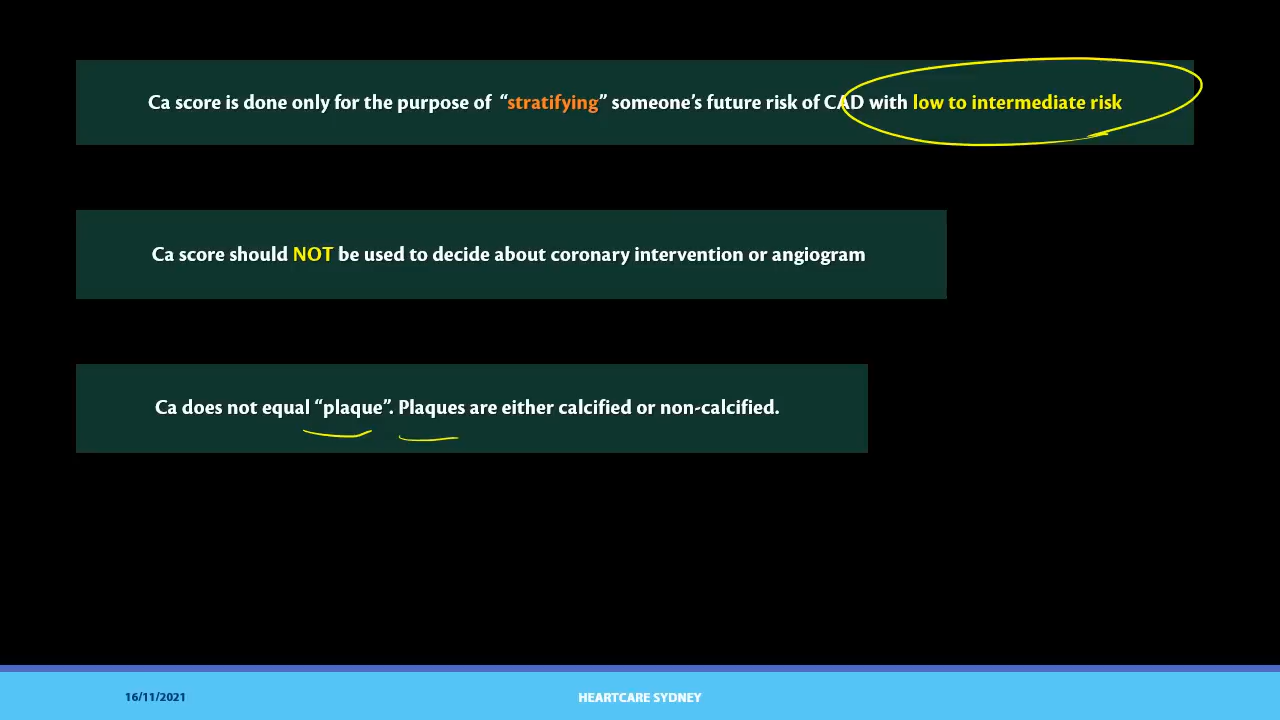 Ca score is done only for the purpose of “stratifying” someone’s future risk of CAD with low to intermediate risk
Ca score should NOT be used to decide about coronary intervention or angiogram
Ca does not equal “plaque”. Plaques are either calcified or non-calcified.
16/11/2021
HEARTCARE SYDNEY